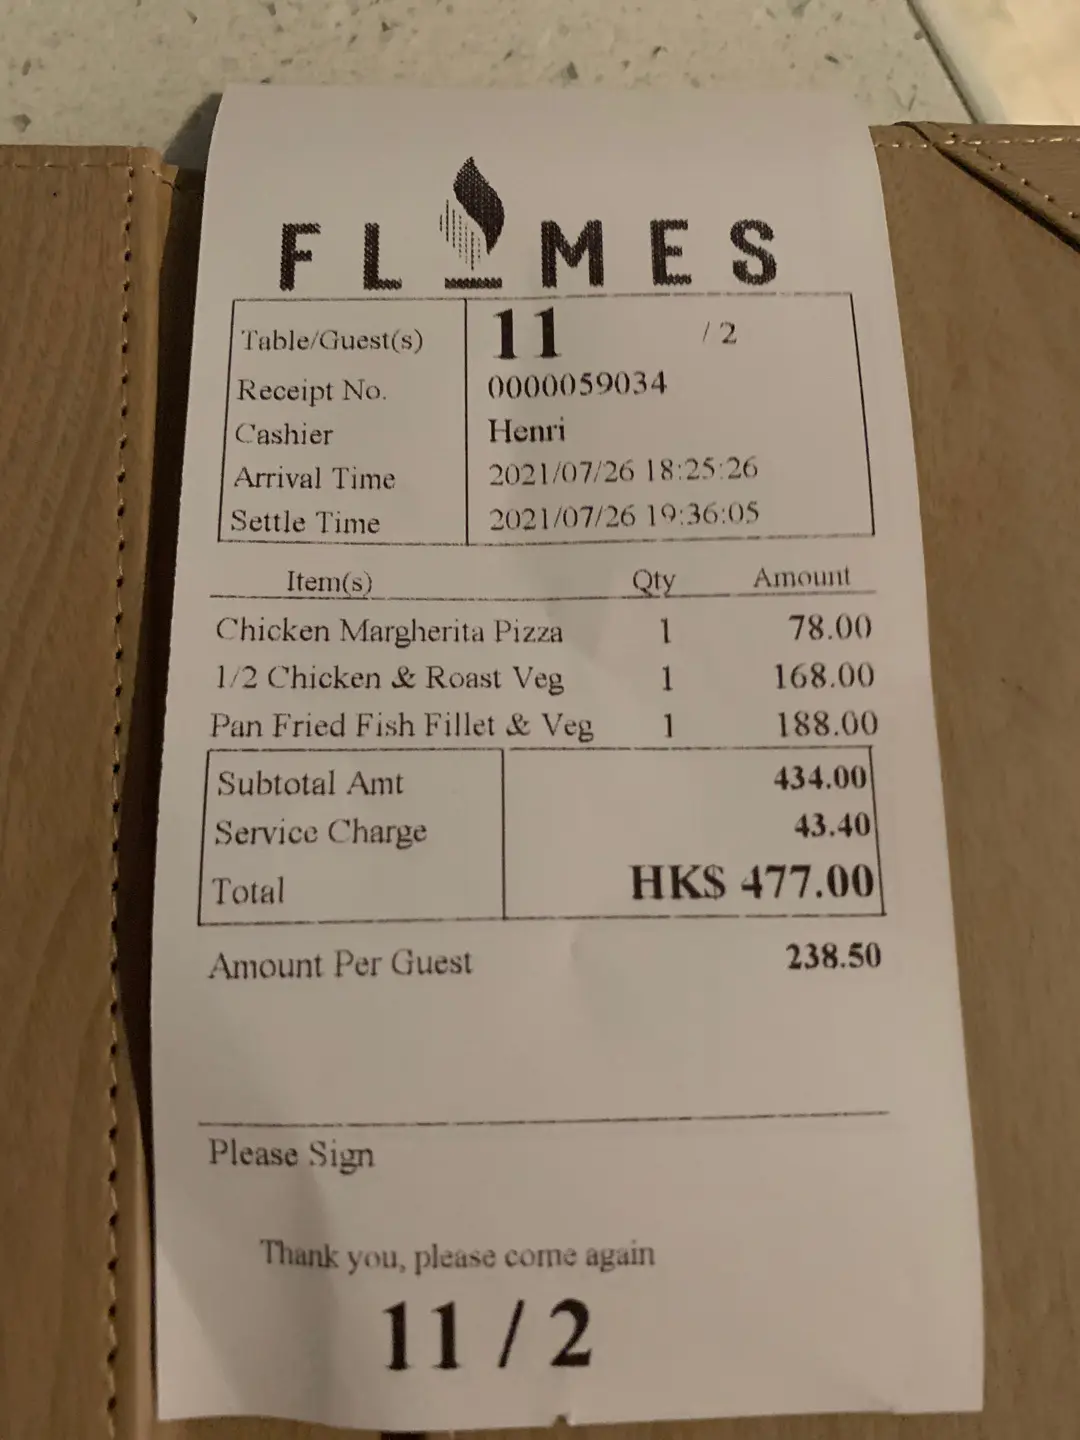 FLAMES
Table/Guest(s) 11 / 2
Receipt No. 0000059034
Cashier Henri
Arrival Time 2021/07/26 18:25:26
Settle Time 2021/07/26 19:36:05
Item(s) Qty Amount
Chicken Margherita Pizza 1 78.00
1/2 Chicken & Roast Veg 1 168.00
Pan Fried Fish Fillet & Veg 1 188.00
Subtotal Amt 434.00
Service Charge 43.40
Total HK$ 477.00
Amount Per Guest 238.50
Please Sign
Thank you, please come again
11 / 2